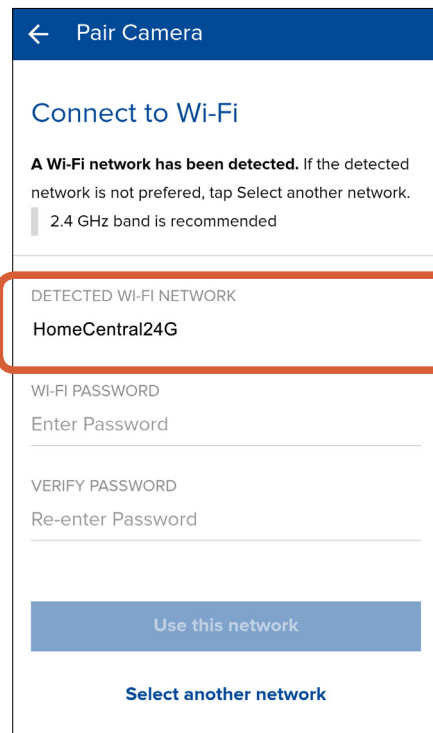 Pair Camera
Connect to Wi-Fi
A Wi-Fi network has been detected. If the detected
network is not prefered, tap Select another network.
2.4 GHz band is recommended
DETECTED WI-FI NETWORK
HomeCentral24G
WI-FI PASSWORD
Enter Password
VERIFY PASSWORD
Re-enter Password
Use this network
Select another network